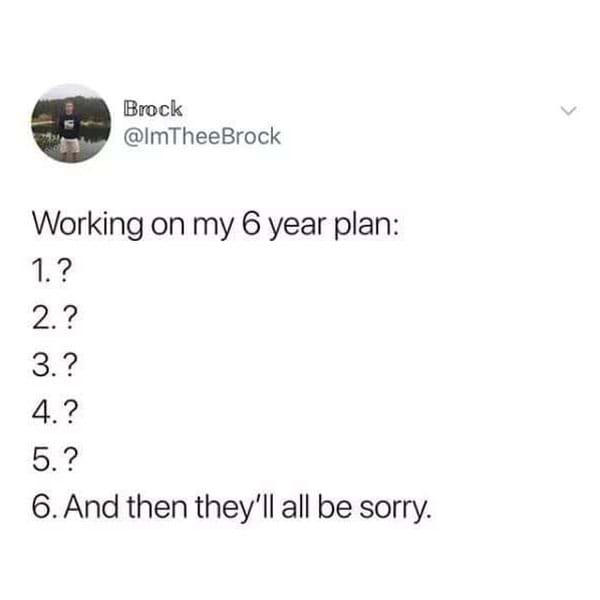 Brock
@ImTheeBrock
Working on my 6 year plan:
1. ?
2. ?
3. ?
4. ?
5. ?
6. And then they'll all be sorry.